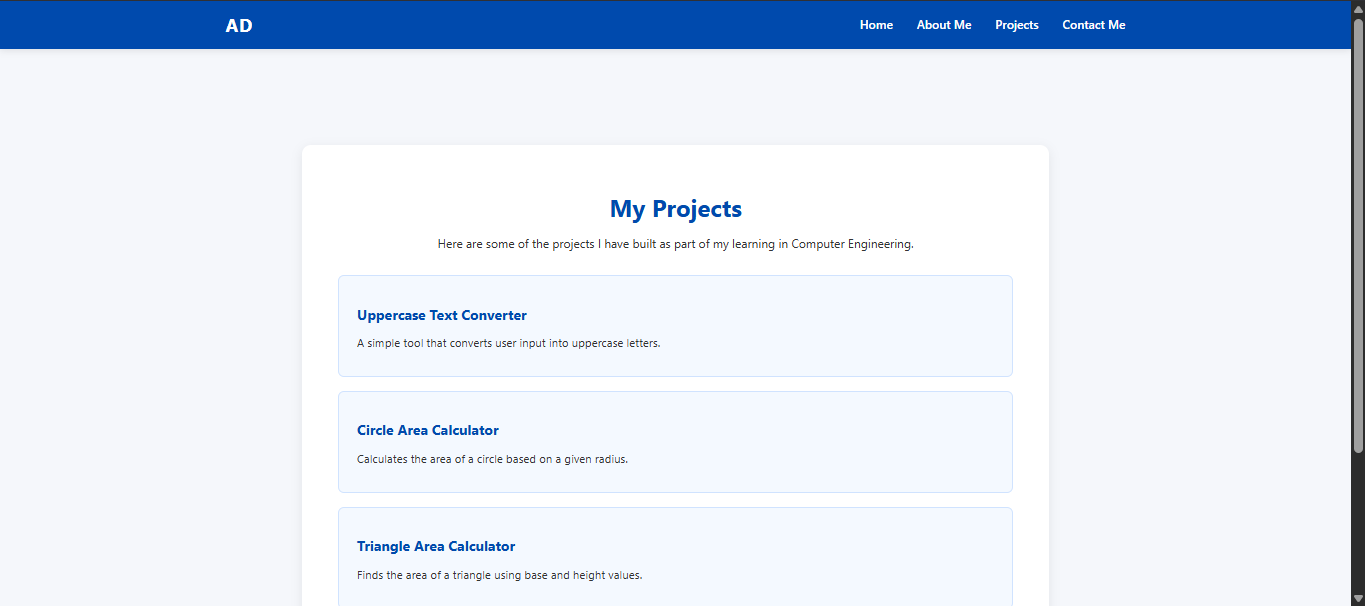 AD
Home About Me Projects Contact Me
My Projects
Here are some of the projects I have built as part of my learning in Computer Engineering.
Uppercase Text Converter
A simple tool that converts user input into uppercase letters.
Circle Area Calculator
Calculates the area of a circle based on a given radius.
Triangle Area Calculator
Finds the area of a triangle using base and height values.